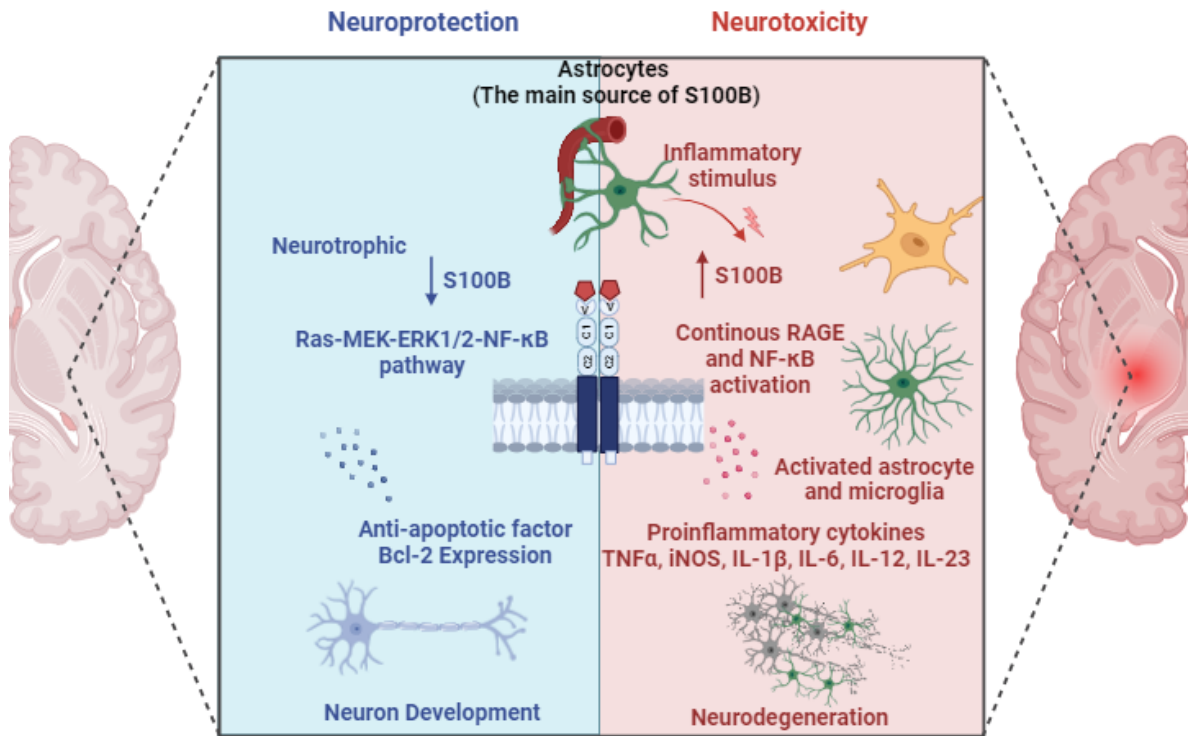 Neuroprotection
Neurotoxicity
Astrocytes
(The main source of S100B)
Inflammatory
stimulus
Neurotrophic
S100B
Ras-MEK-ERK1/2-NF-κB
pathway
Anti-apoptotic factor
Bcl-2 Expression
Neuron Development
V
V
C1
C1
C2
C2
S100B
Continous RAGE
and NF-κB
activation
Activated astrocyte
and microglia
Proinflammatory cytokines
TNFα, iNOS, IL-1β, IL-6, IL-12, IL-23
Neurodegeneration